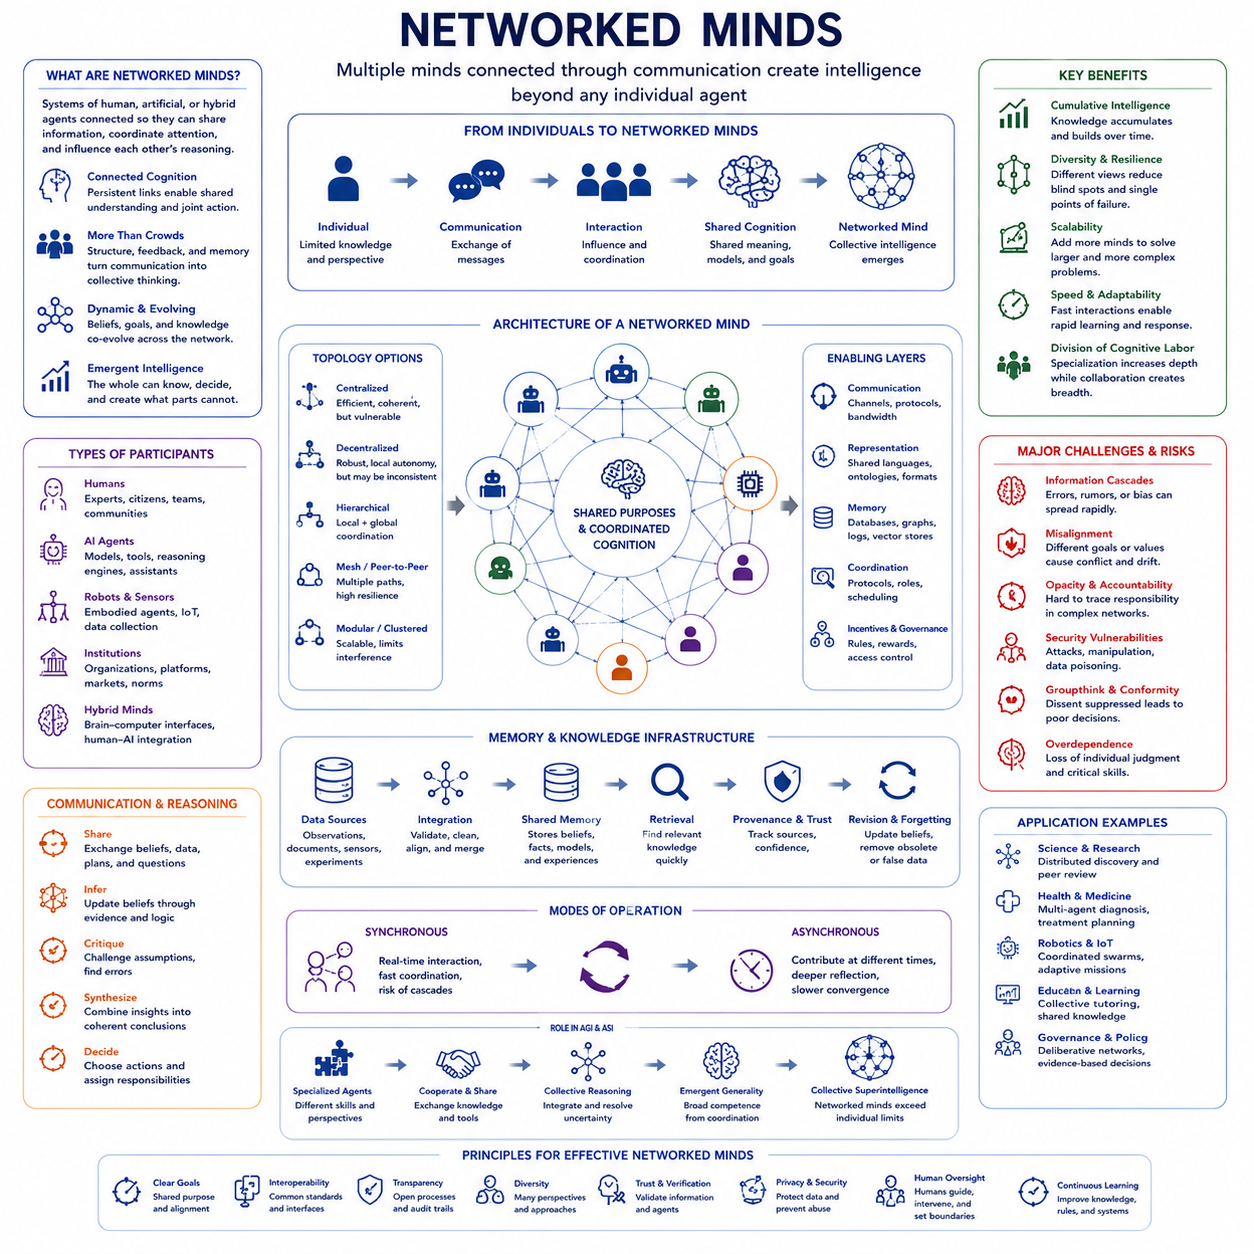 NETWORKED MINDS
Multiple minds connected through communication create intelligence
beyond any individual agent
WHAT ARE NETWORKED MINDS?
Systems of human, artificial, or hybrid
agents connected so they can share
information, coordinate attention,
and influence each other's reasoning.
Connected Cognition
Persistent links enable shared
understanding and joint action.
More Than Crowds
Structure, feedback, and memory
turn communication into
collective thinking.
Dynamic & Evolving
Beliefs, goals, and knowledge
co-evolve across the network.
Emergent Intelligence
The whole can know, decide,
and create what parts cannot.
TYPES OF PARTICIPANTS
Humans
Experts, citizens, teams,
communities
AI Agents
Models, tools, reasoning
engines, assistants
Robots & Sensors
Embodied agents, IoT,
data collection
Institutions
Organizations, platforms,
markets, norms
Hybrid Minds
Brain–computer interfaces,
human–AI integration
COMMUNICATION & REASONING
Share
Exchange beliefs, data,
plans, and questions
Infer
Update beliefs through
evidence and logic
Critique
Challenge assumptions,
find errors
Synthesize
Combine insights into
coherent conclusions
Decide
Choose actions and
assign responsibilities
FROM INDIVIDUALS TO NETWORKED MINDS
Individual
Limited knowledge
and perspective
Communication
Exchange of
messages
Interaction
Influence and
coordination
Shared Cognition
Shared meaning,
models, and goals
Networked Mind
Collective intelligence
emerges
ARCHITECTURE OF A NETWORKED MIND
TOPOLOGY OPTIONS
Centralized
Efficient, coherent,
but vulnerable
Decentralized
Robust, local autonomy,
but may be inconsistent
Hierarchical
Local + global
coordination
Mesh / Peer-to-Peer
Multiple paths,
high resilience
Modular / Clustered
Scalable, limits
interference
SHARED PURPOSES
& COORDINATED
COGNITION
ENABLING LAYERS
Communication
Channels, protocols,
bandwidth
Representation
Shared languages,
ontologies, formats
Memory
Databases, graphs,
logs, vector stores
Coordination
Protocols, roles,
scheduling
Incentives & Governance
Rules, rewards,
access control
MEMORY & KNOWLEDGE INFRASTRUCTURE
Data Sources
Observations,
documents, sensors,
experiments
Integration
Validate, clean,
align, and merge
Shared Memory
Stores beliefs,
facts, models,
and experiences
Retrieval
Find relevant
knowledge
quickly
Provenance & Trust
Track sources,
confidence,
Revision & Forgetting
Update beliefs,
remove obsolete
or false data
MODES OF OPERATION
SYNCHRONOUS
Real-time interaction,
fast coordination,
risk of cascades
ASYNCHRONOUS
Contribute at different times,
deeper reflection,
slower convergence
ROLE IN AGI & ASI
Specialized Agents
Different skills and
perspectives
Cooperate & Share
Exchange knowledge
and tools
Collective Reasoning
Integrate and resolve
uncertainty
Emergent Generality
Broad competence
from coordination
Collective Superintelligence
Networked minds exceed
individual limits
KEY BENEFITS
Cumulative Intelligence
Knowledge accumulates
and builds over time.
Diversity & Resilience
Different views reduce
blind spots and single
points of failure.
Scalability
Add more minds to solve
larger and more complex
problems.
Speed & Adaptability
Fast interactions enable
rapid learning and response.
Division of Cognitive Labor
Specialization increases depth
while collaboration creates
breadth.
MAJOR CHALLENGES & RISKS
Information Cascades
Errors, rumors, or bias can
spread rapidly.
Misalignment
Different goals or values
cause conflict and drift.
Opacity & Accountability
Hard to trace responsibility
in complex networks.
Security Vulnerabilities
Attacks, manipulation,
data poisoning.
Groupthink & Conformity
Dissent suppressed leads to
poor decisions.
Overdependence
Loss of individual judgment
and critical skills.
APPLICATION EXAMPLES
Science & Research
Distributed discovery and
peer review
Health & Medicine
Multi-agent diagnosis,
treatment planning
Robotics & IoT
Coordinated swarms,
adaptive missions
& Learning
Collective tutoring,
shared knowledge
Governance & Policg
Deliberative networks,
evidence-based decisions
PRINCIPLES FOR EFFECTIVE NETWORKED MINDS
Clear Goals
Shared purpose
and alignment
Interoperability
Common standards
and interfaces
Transparency
Open processes
and audit trails
Diversity
Many perspectives
and approaches
Trust & Verification
Validate information
and agents
Privacy & Security
Protect data and
prevent abuse
Human Oversight
Humans guide,
intervene, and
set boundaries
Continuous Learning
Improve knowledge,
rules, and systems